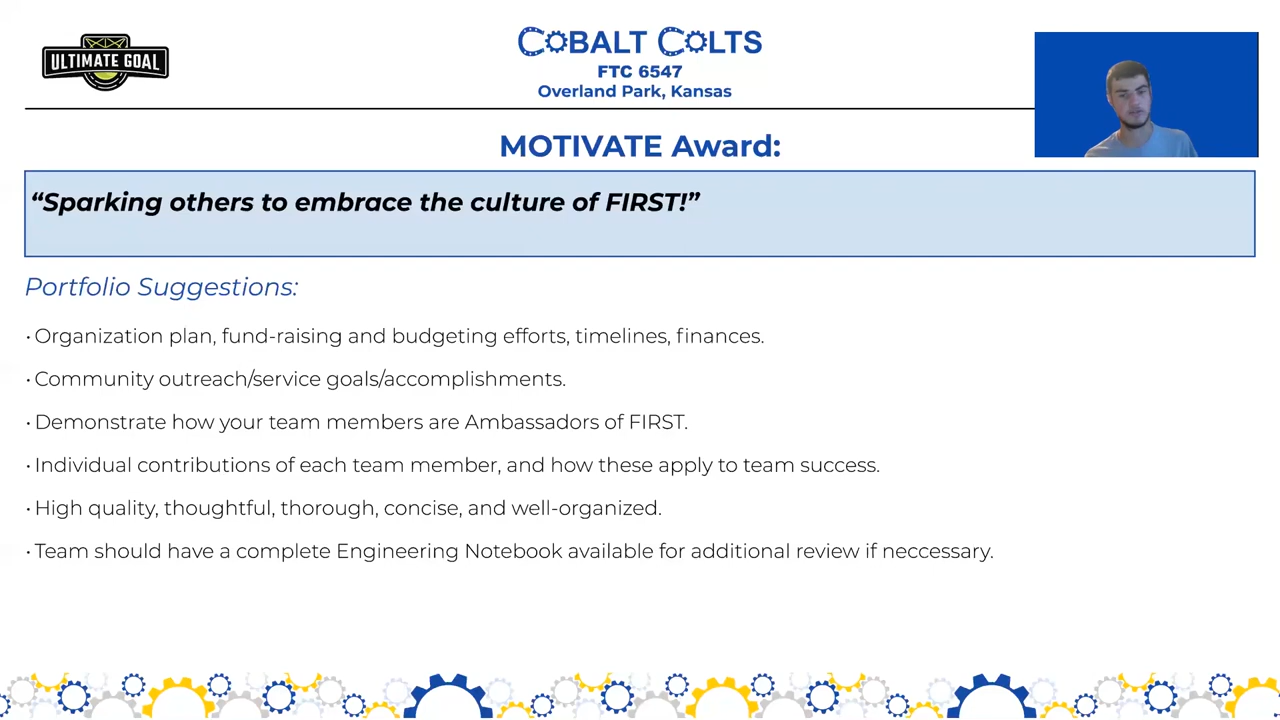 ULTIMATE GOAL
COBALT COLTS
FTC 6547
Overland Park, Kansas
MOTIVATE Award:
“Sparking others to embrace the culture of FIRST!”
Portfolio Suggestions:
· Organization plan, fund-raising and budgeting efforts, timelines, finances.
· Community outreach/service goals/accomplishments.
· Demonstrate how your team members are Ambassadors of FIRST.
· Individual contributions of each team member, and how these apply to team success.
· High quality, thoughtful, thorough, concise, and well-organized.
· Team should have a complete Engineering Notebook available for additional review if neccessary.